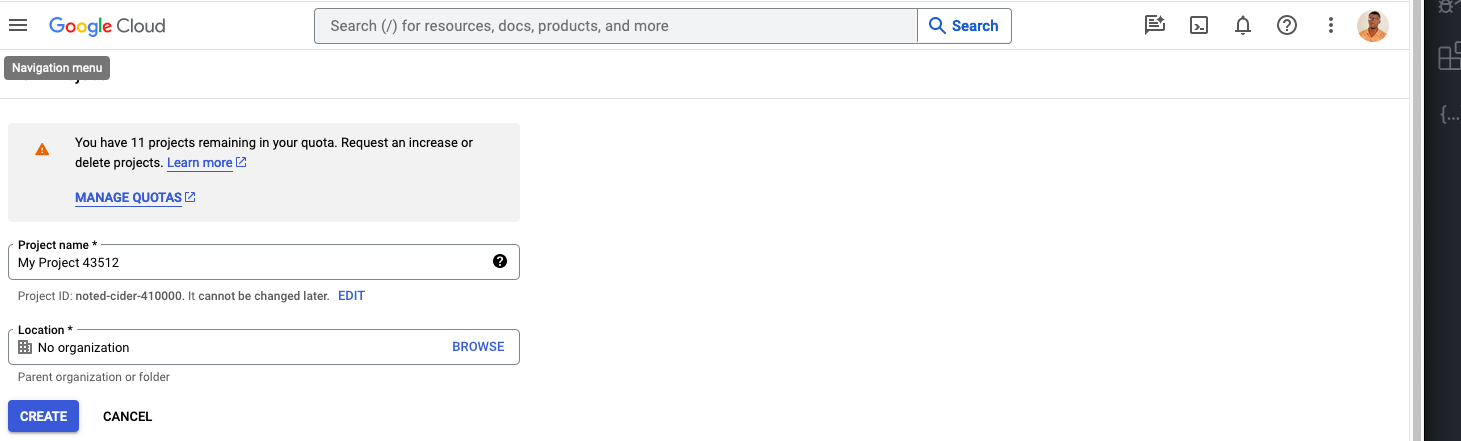 Google Cloud
Search (/) for resources, docs, products, and more
Search
Navigation menu
You have 11 projects remaining in your quota. Request an increase or
delete projects. Learn more
MANAGE QUOTAS
Project name *
My Project 43512
Project ID: noted-cider-410000. It cannot be changed later. EDIT
Location *
No organization BROWSE
Parent organization or folder
CREATE CANCEL
{...